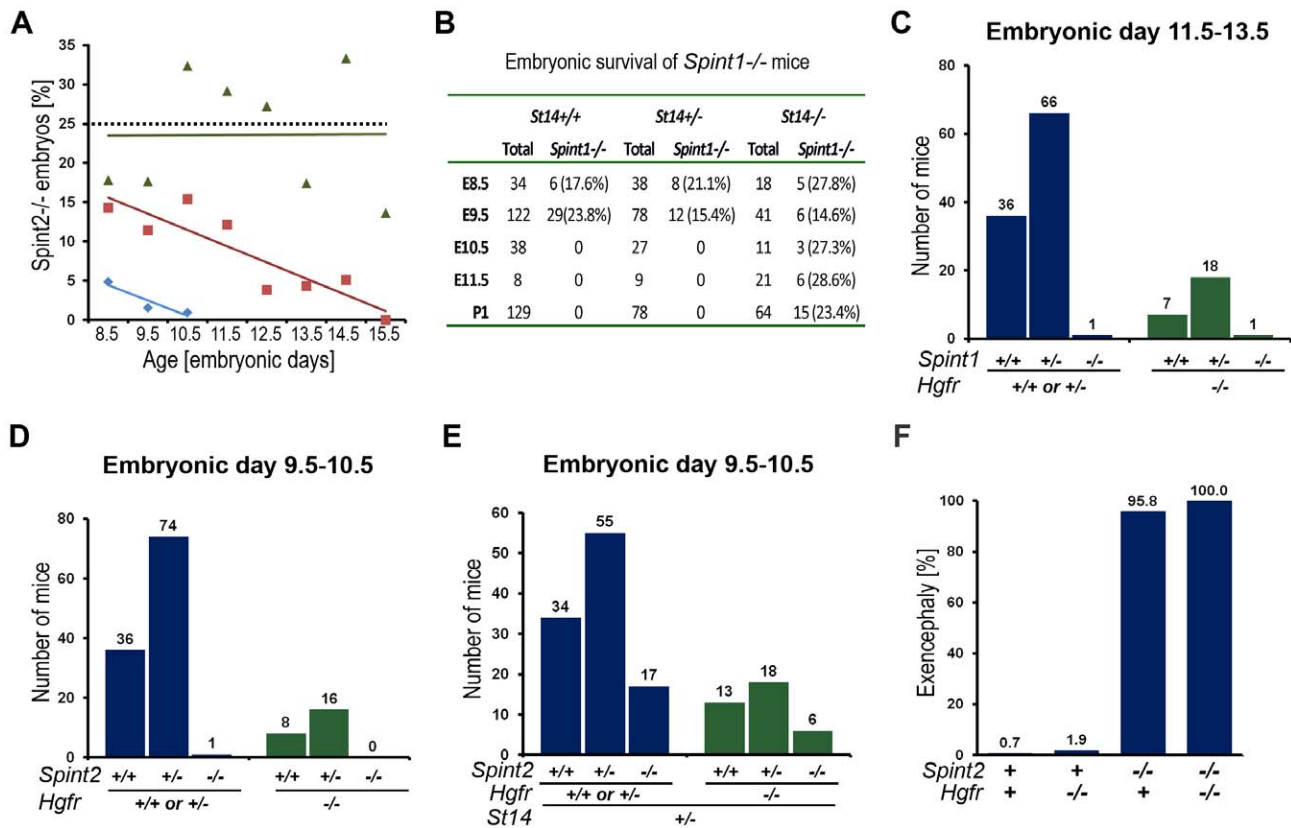 A
Spint2-/- embryos [%]
35
30
25
20
15
10
5
0
8.5 9.5 10.5 11.5 12.5 13.5 14.5 15.5
Age [embryonic days]
B
Embryonic survival of Spint1-/- mice
St14+/+ St14+/- St14-/-
Total Spint1-/- Total Spint1-/- Total Spint1-/-
E8.5 34 6 (17.6%) 38 8 (21.1%) 18 5 (27.8%)
E9.5 122 29 (23.8%) 78 12 (15.4%) 41 6 (14.6%)
E10.5 38 0 27 0 11 3 (27.3%)
E11.5 8 0 9 0 21 6 (28.6%)
P1 129 0 78 0 64 15 (23.4%)
C
Embryonic day 11.5-13.5
Number of mice
80
60
40
20
0
36 66 1 7 18 1
Spint1 +/+ +/- -/- +/+ +/- -/-
Hgfr +/+ or +/- -/-
D
Embryonic day 9.5-10.5
Number of mice
80
60
40
20
0
36 74 1 8 16 0
Spint2 +/+ +/- -/- +/+ +/- -/-
Hgfr +/+ or +/- -/-
E
Embryonic day 9.5-10.5
Number of mice
60
50
40
30
20
10
0
34 55 17 13 18 6
Spint2 +/+ +/- -/- +/+ +/- -/-
Hgfr +/+ or +/- -/-
St14 +/-
F
Exencephaly [%]
100
80
60
40
20
0
0.7 1.9 95.8 100.0
Spint2 + + -/- -/-
Hgfr + -/- + -/-